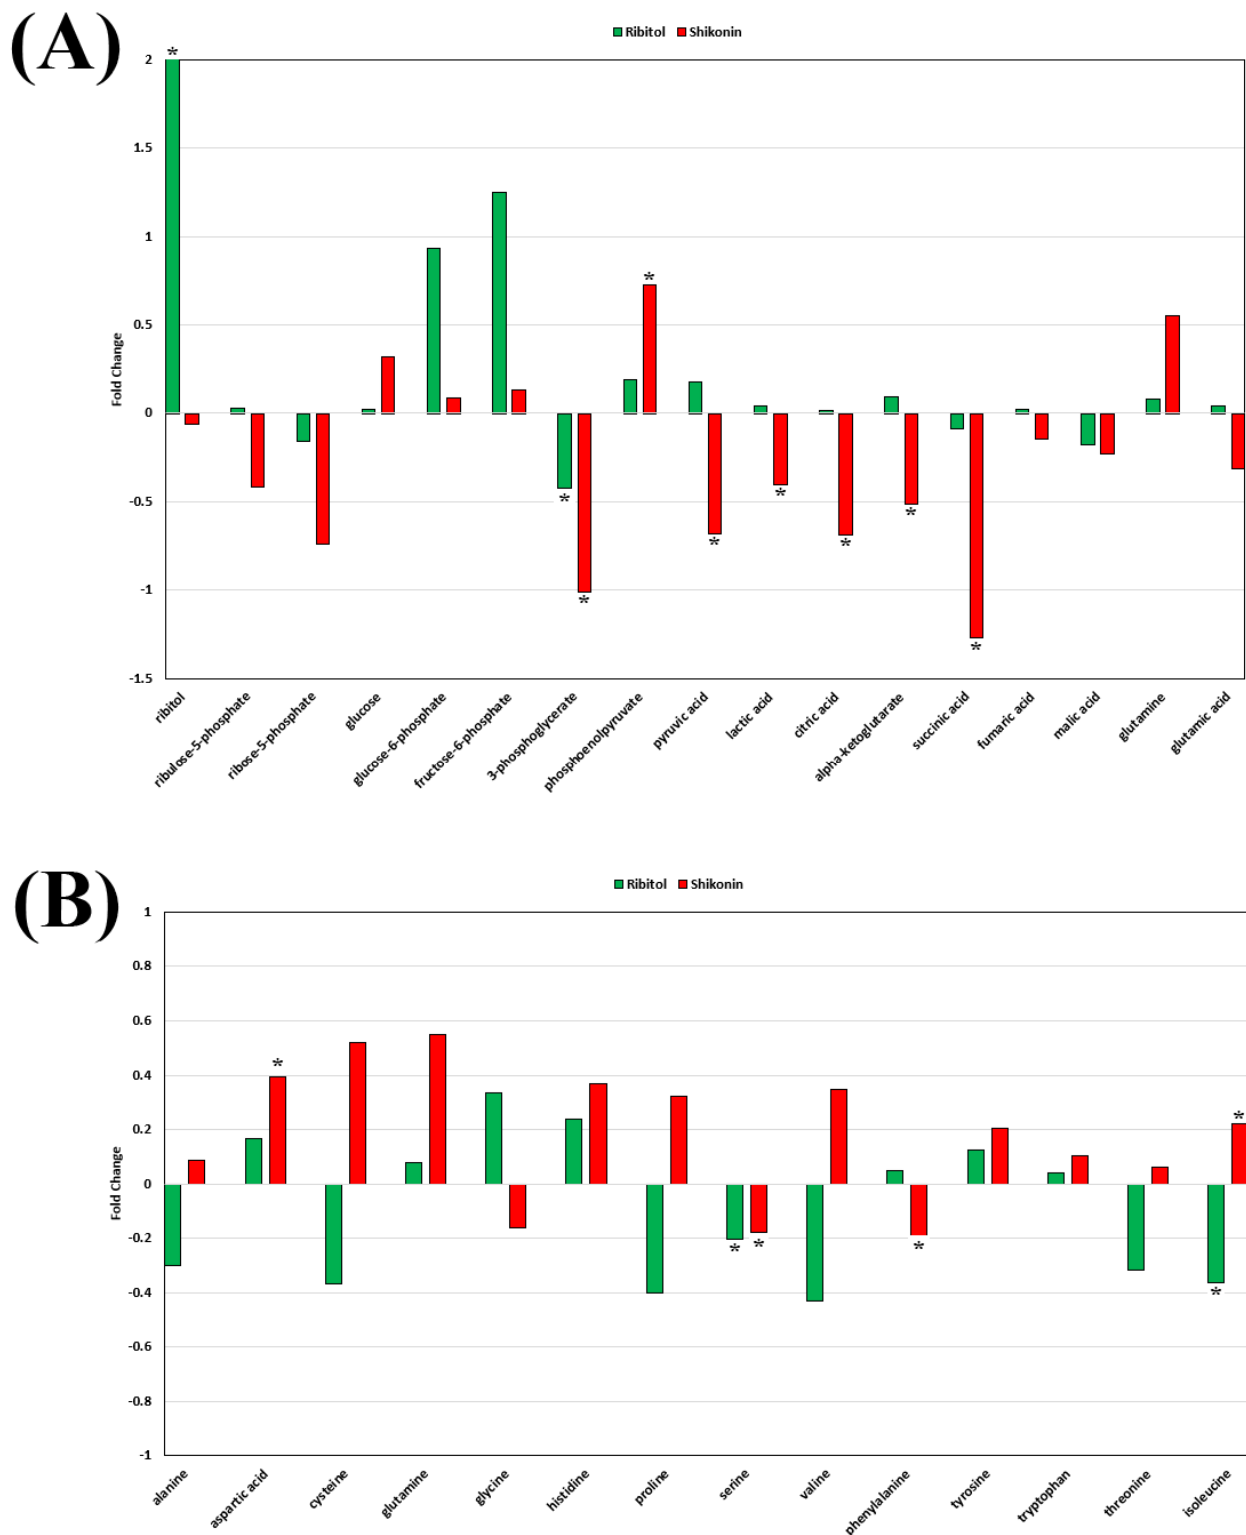 (A)
Ribitol Shikonin
*
2
1.5
1
0.5
0
-0.5
-1
-1.5
Fold Change
*
*
*
*
*
*
*
*
ribitol
ribulose-5-phosphate
ribose-5-phosphate
glucose
glucose-6-phosphate
fructose-6-phosphate
3-phosphoglycerate
phosphoenolpyruvate
pyruvic acid
lactic acid
citric acid
alpha-ketoglutarate
succinic acid
fumaric acid
malic acid
glutamine
glutamic acid
(B)
Ribitol Shikonin
1
0.8
0.6
0.4
0.2
0
-0.2
-0.4
-0.6
-0.8
-1
Fold Change
*
*
*
*
*
*
alanine
aspartic acid
cysteine
glutamine
glycine
histidine
proline
serine
valine
phenylalanine
tyrosine
tryptophan
threonine
isoleucine